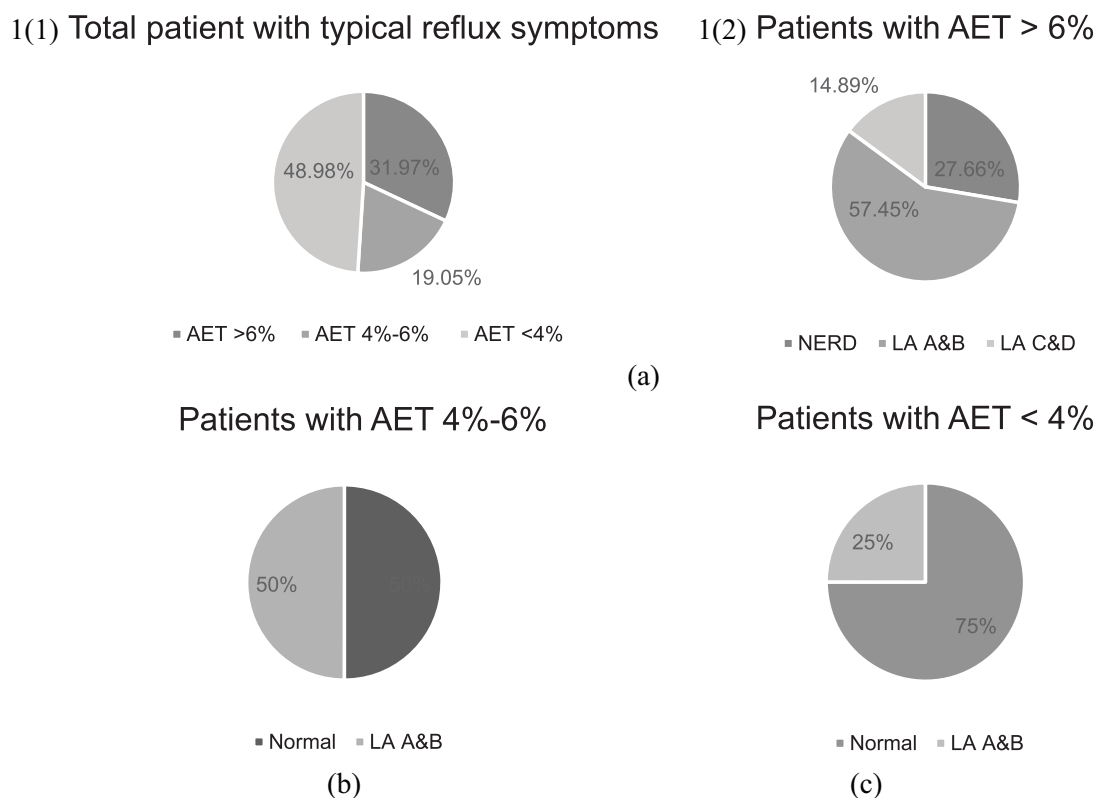 1(1) Total patient with typical reflux symptoms
48.98%
31.97%
19.05%
AET >6% AET 4%-6% AET <4%
1(2) Patients with AET > 6%
14.89%
27.66%
57.45%
NERD LA A&B LA C&D
(a)
Patients with AET 4%-6%
50%
50%
Normal LA A&B
(b)
Patients with AET < 4%
25%
75%
Normal LA A&B
(c)